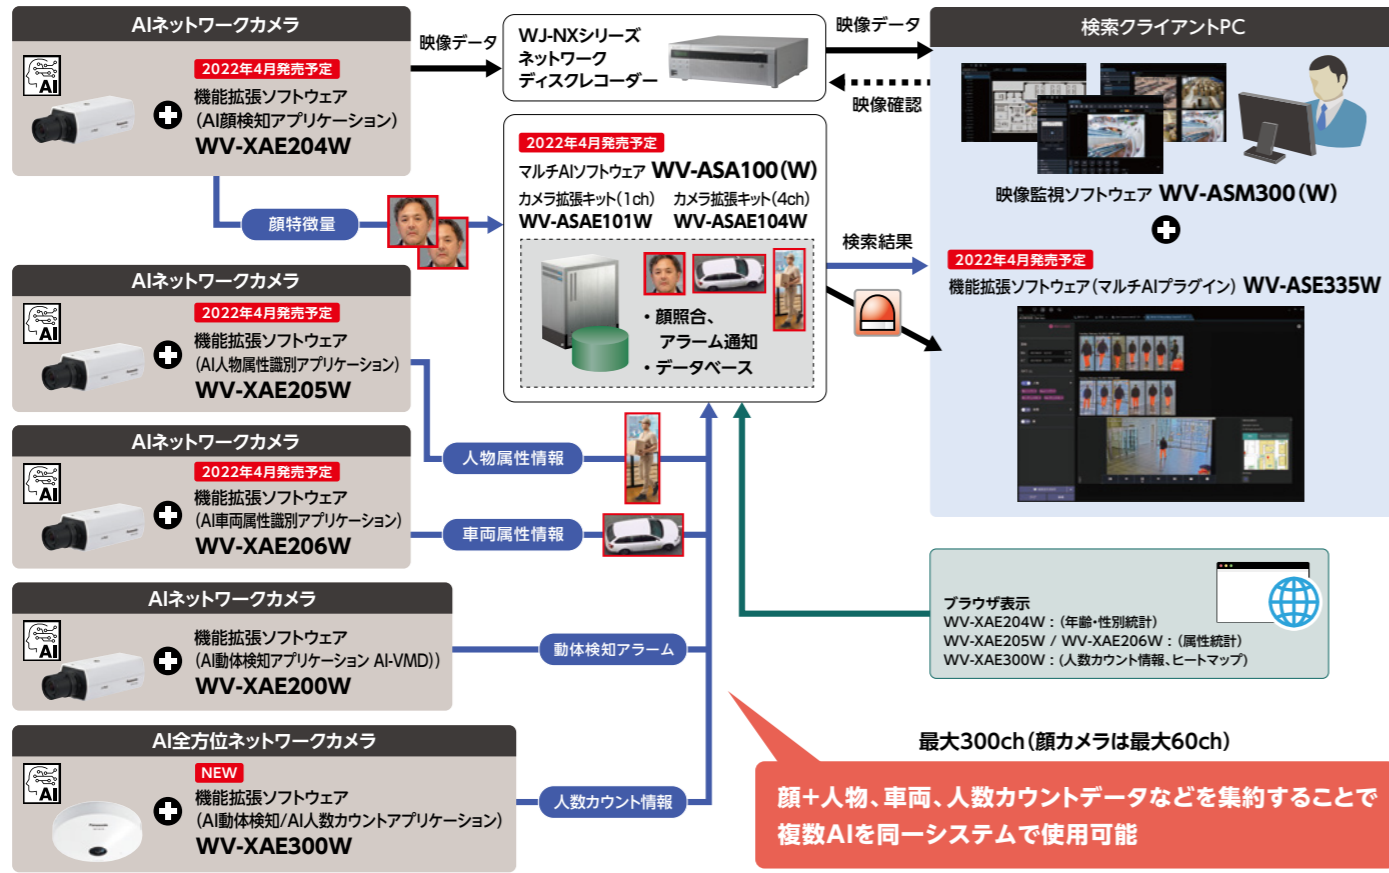 AIネットワークカメラ
AI
2022年4月発売予定
機能拡張ソフトウェア
(AI顔検知アプリケーション)
WV-XAE204W
映像データ
WJ-NXシリーズ
ネットワーク
ディスクレコーダー
映像データ
映像確認
検索クライアントPC
映像監視ソフトウェア WV-ASM300(W)
2022年4月発売予定
機能拡張ソフトウェア(マルチAIプラグイン) WV-ASE335W
顔特徴量
2022年4月発売予定
マルチAIソフトウェア WV-ASA100(W)
カメラ拡張キット(1ch) カメラ拡張キット(4ch)
WV-ASAE101W WV-ASAE104W
・顔照合、
アラーム通知
・データベース
検索結果
AIネットワークカメラ
AI
2022年4月発売予定
機能拡張ソフトウェア
(AI人物属性識別アプリケーション)
WV-XAE205W
人物属性情報
AIネットワークカメラ
AI
2022年4月発売予定
機能拡張ソフトウェア
(AI車両属性識別アプリケーション)
WV-XAE206W
車両属性情報
AIネットワークカメラ
AI
機能拡張ソフトウェア
(AI動体検知アプリケーション AI-VMD))
WV-XAE200W
動体検知アラーム
AI全方位ネットワークカメラ
AI
NEW
機能拡張ソフトウェア
(AI動体検知/AI人数カウントアプリケーション)
WV-XAE300W
人数カウント情報
ブラウザ表示
WV-XAE204W：(年齢・性別統計)
WV-XAE205W / WV-XAE206W：(属性統計)
WV-XAE300W：(人数カウント情報、ヒートマップ)
最大300ch(顔カメラは最大60ch)
顔+人物、車両、人数カウントデータなどを集約することで
複数AIを同一システムで使用可能